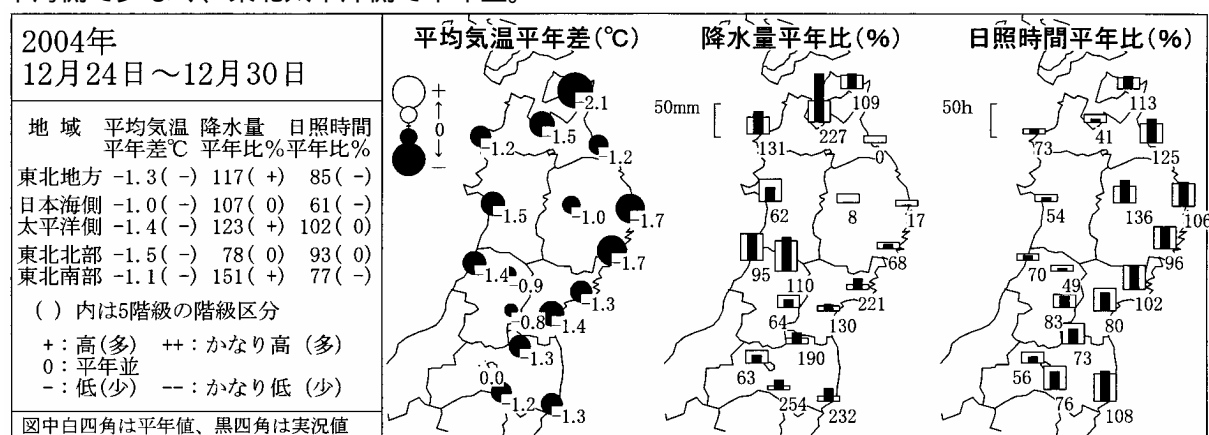 2004年
12月24日～12月30日
地域 平均気温 降水量 日照時間
平年差℃ 平年比% 平年比%
東北地方 -1.3( -) 117( +) 85( -)
日本海側 -1.0( -) 107( 0) 61( -)
太平洋側 -1.4( -) 123( +) 102( 0)
東北北部 -1.5( -) 78( 0) 93( 0)
東北南部 -1.1( -) 151( +) 77( -)
( ) 内は5階級の階級区分
+：高(多) ++：かなり高 (多)
0：平年並
-：低(少) --：かなり低 (少)
図中白四角は平年値、黒四角は実況値
平均気温平年差(℃)
+
0
-
-2.1
-1.5
-1.2
-1.2
-1.5
-1.0
-1.7
-1.7
-1.4
-0.9
-1.3
-0.8
-1.4
-1.3
0.0
-1.2
-1.3
降水量平年比(%)
50mm
109
227
131
0
62
8
17
68
95
110
221
64
130
190
63
254
232
日照時間平年比(%)
50h
113
41
73
125
54
136
106
96
70
49
102
83
80
73
56
76
108